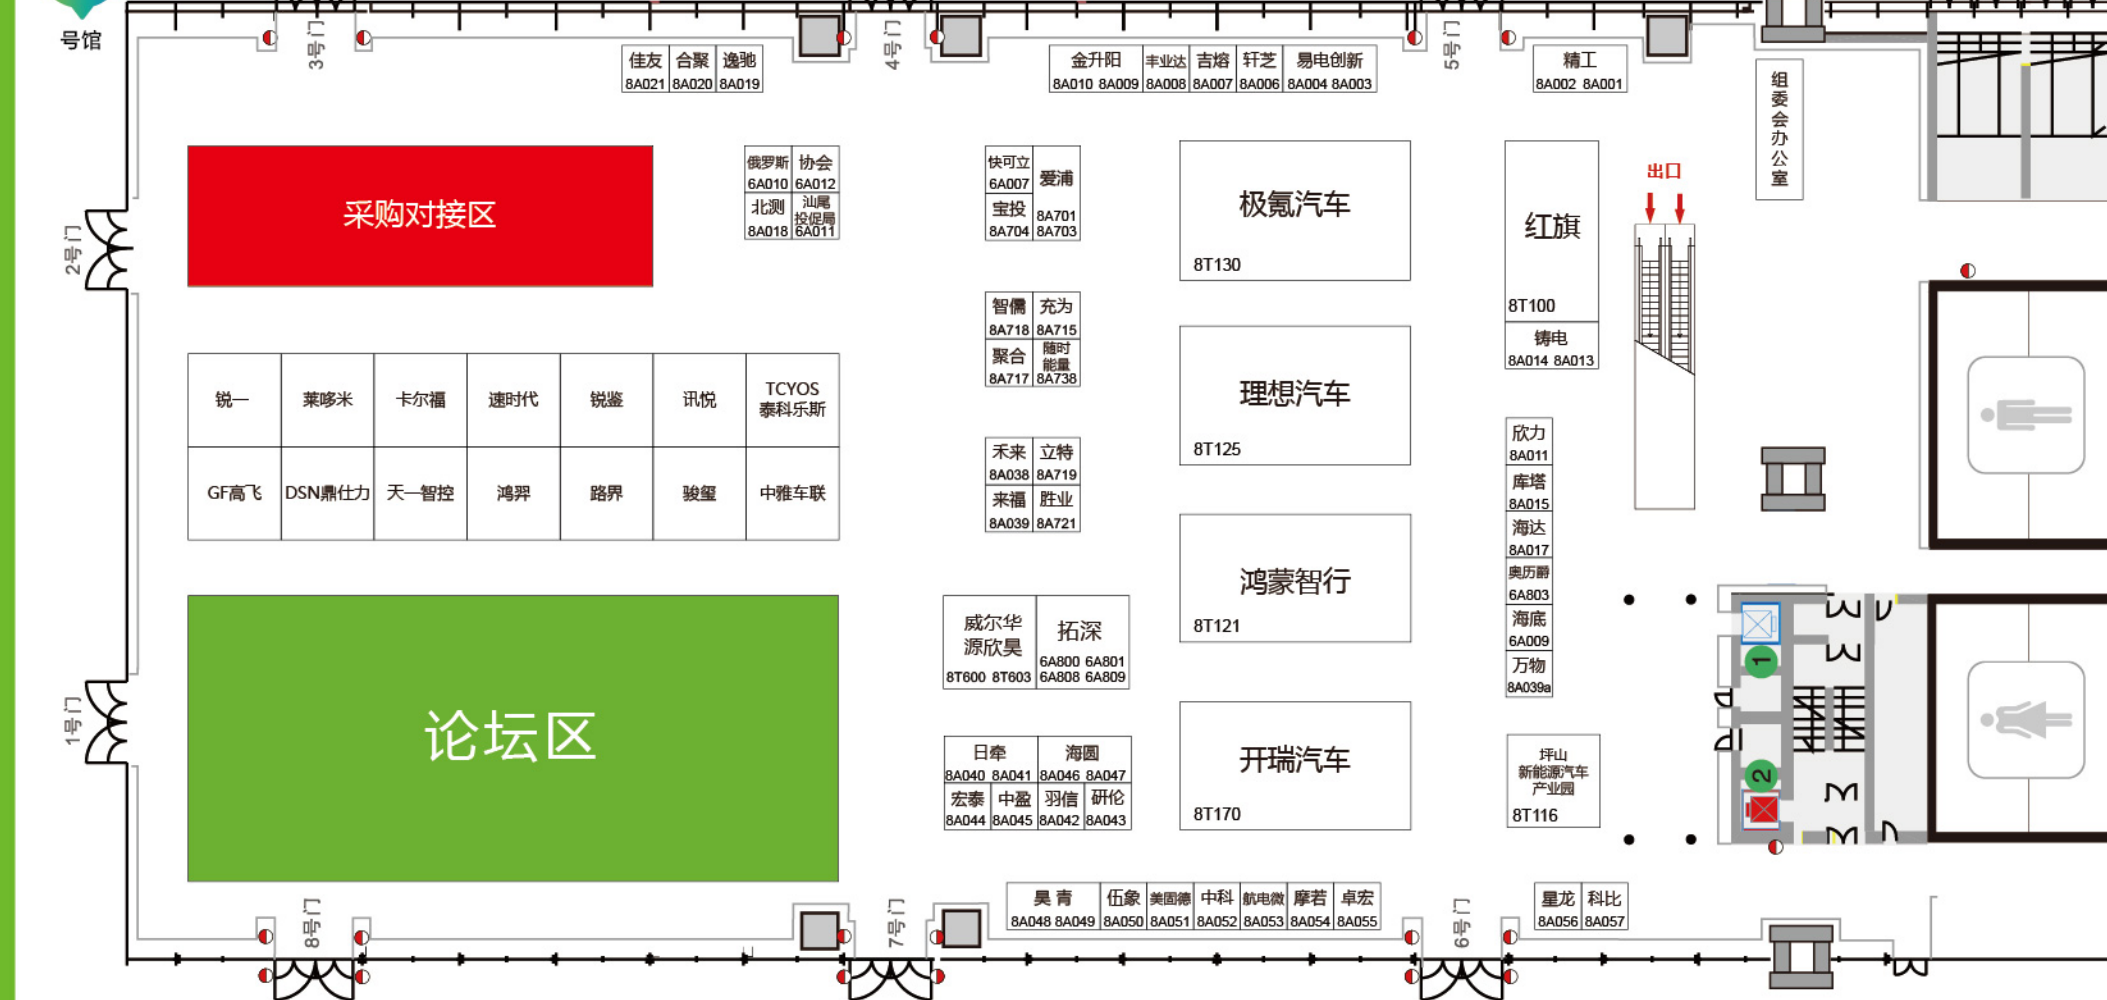 号馆
3号门
4号门
5号门
佳友 合聚 逸驰
8A021 8A020 8A019
金升阳 丰业达 吉熔 轩芝 易电创新
8A010 8A009 8A008 8A007 8A006 8A004 8A003
精工
8A002 8A001
组委会办公室
出口
采购对接区
俄罗斯 协会
6A010 6A012
北测 汕尾
投促局
8A018 6A011
快可立 爱浦
6A007
宝投 8A701
8A704 8A703
极氪汽车
8T130
红旗
8T100
铸电
8A014 8A013
2号门
智儒 充为
8A718 8A715
聚合 随时
能量
8A717 8A738
理想汽车
8T125
锐一 莱哆米 卡尔福 速时代 锐鉴 讯悦 TCYOS
泰科乐斯
GF高飞 DSN鼎仕力 天一智控 鸿羿 路界 骏玺 中雅车联
禾来 立特
8A038 8A719
来福 胜业
8A039 8A721
欣力
8A011
库塔
8A015
海达
8A017
奥历爵
6A803
海底
6A009
万物
8A039a
鸿蒙智行
8T121
威尔华
源欣昊
8T600 8T603
拓深
6A800 6A801
6A808 6A809
1
2
论坛区
1号门
日牵 海圆
8A040 8A041 8A046 8A047
宏泰 中盈 羽信 研伦
8A044 8A045 8A042 8A043
开瑞汽车
8T170
坪山
新能源汽车
产业园
8T116
昊青 伍象 美固德 中科 航电微 摩若 卓宏
8A048 8A049 8A050 8A051 8A052 8A053 8A054 8A055
星龙 科比
8A056 8A057
8号门
7号门
6号门